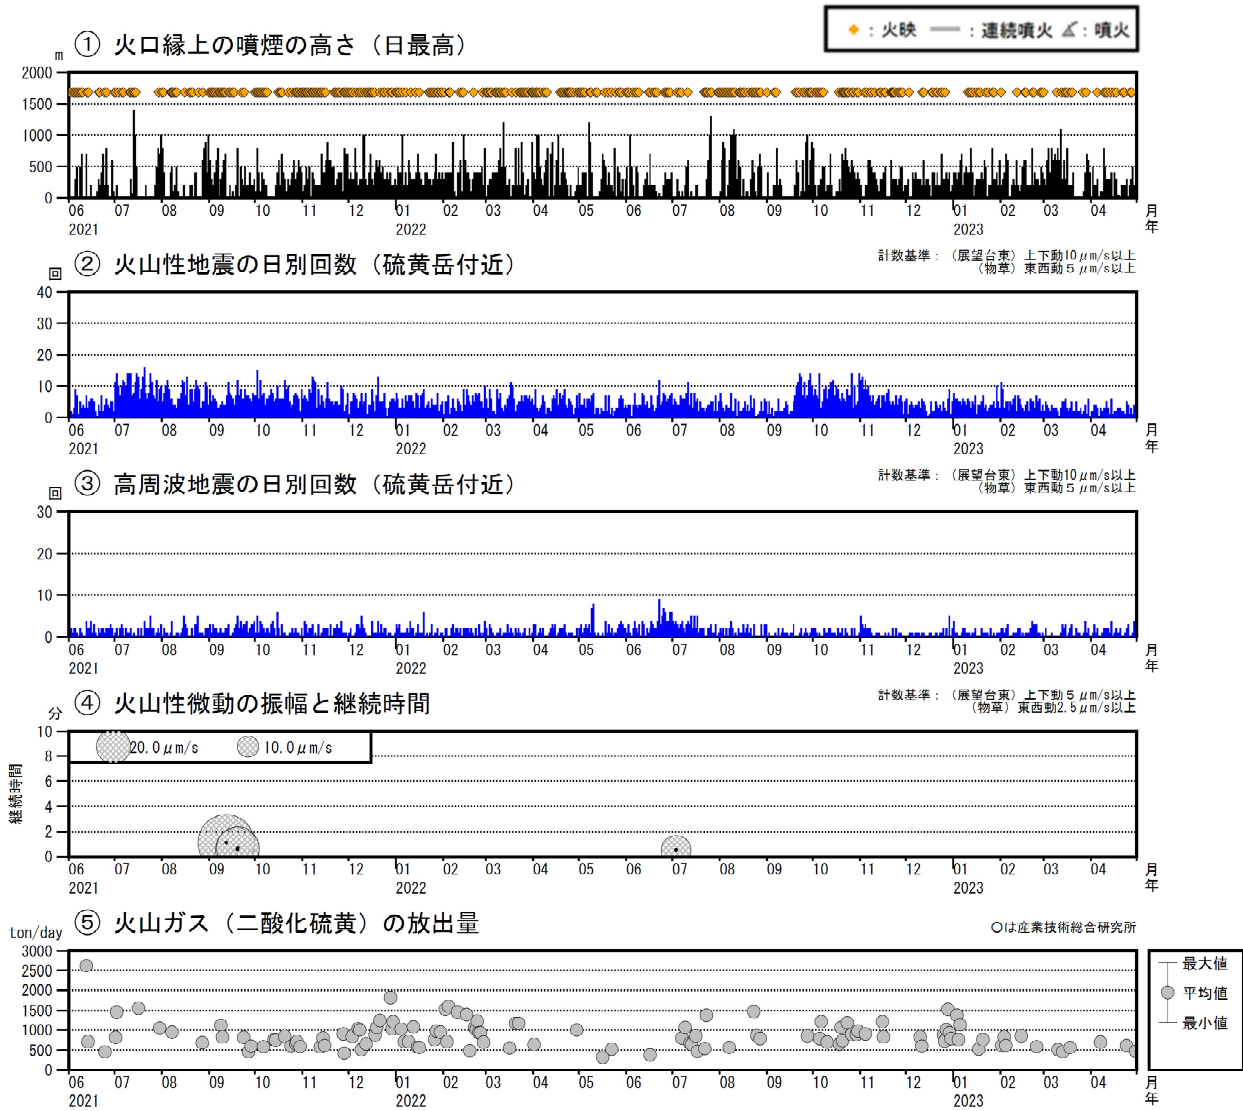 ◆：火映 ━━：連続噴火 ：噴火
① 火口縁上の噴煙の高さ（日最高）
m
2000
1500
1000
500
0
06 07 08 09 10 11 12 01 02 03 04 05 06 07 08 09 10 11 12 01 02 03 04 月
2021 2022 2023 年
② 火山性地震の日別回数（硫黄岳付近）
計数基準：（展望台東）上下動10μm/s以上
（物草）東西動５μm/s以上
回
40
30
20
10
0
06 07 08 09 10 11 12 01 02 03 04 05 06 07 08 09 10 11 12 01 02 03 04 月
2021 2022 2023 年
③ 高周波地震の日別回数（硫黄岳付近）
計数基準：（展望台東）上下動10μm/s以上
（物草）東西動５μm/s以上
回
30
20
10
0
06 07 08 09 10 11 12 01 02 03 04 05 06 07 08 09 10 11 12 01 02 03 04 月
2021 2022 2023 年
④ 火山性微動の振幅と継続時間
計数基準：（展望台東）上下動５μm/s以上
（物草）東西動2.5μm/s以上
分
継続時間
20.0μm/s 10.0μm/s
10
8
6
4
2
0
06 07 08 09 10 11 12 01 02 03 04 05 06 07 08 09 10 11 12 01 02 03 04 月
2021 2022 2023 年
⑤ 火山ガス（二酸化硫黄）の放出量
○は産業技術総合研究所
ton/day
3000
2500
2000
1500
1000
500
0
06 07 08 09 10 11 12 01 02 03 04 05 06 07 08 09 10 11 12 01 02 03 04 月
2021 2022 2023 年
最大値
平均値
最小値